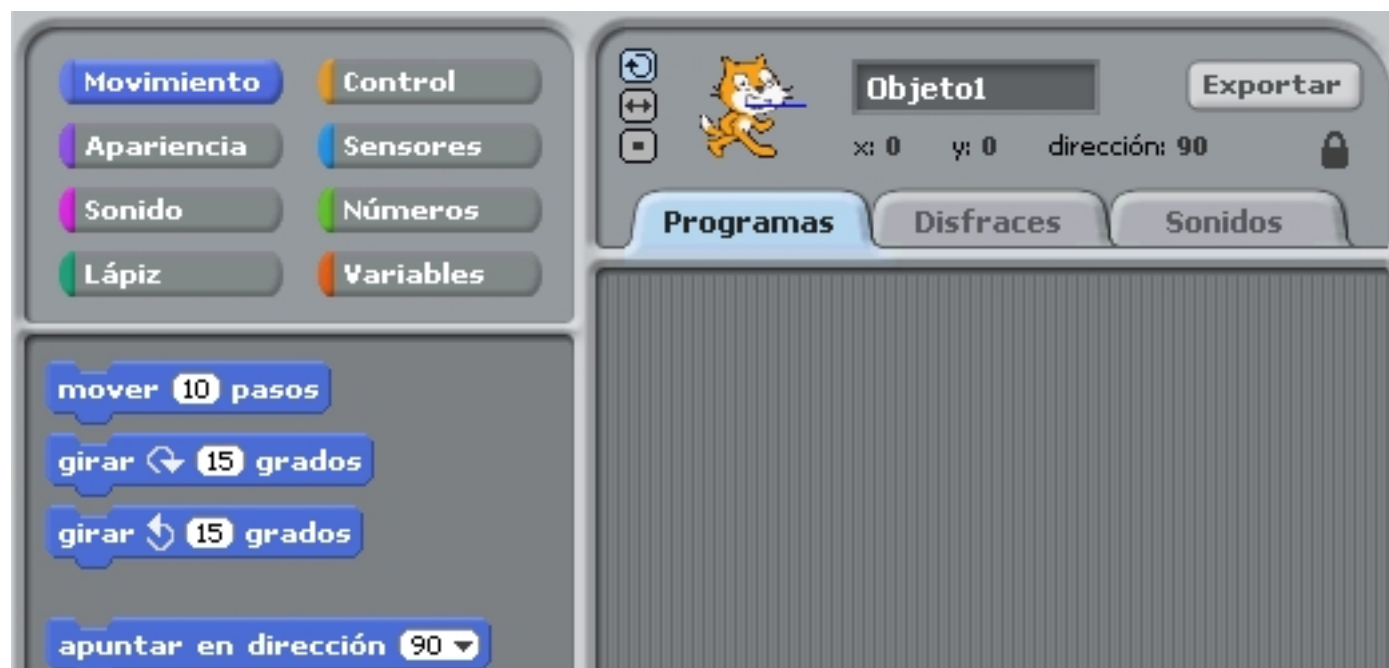 Movimiento Control
Apariencia Sensores
Sonido Números
Lápiz Variables
mover 10 pasos
girar 15 grados
girar 15 grados
apuntar en dirección 90
Objeto1 Exportar
x: 0 y: 0 dirección: 90
Programas Disfraces Sonidos